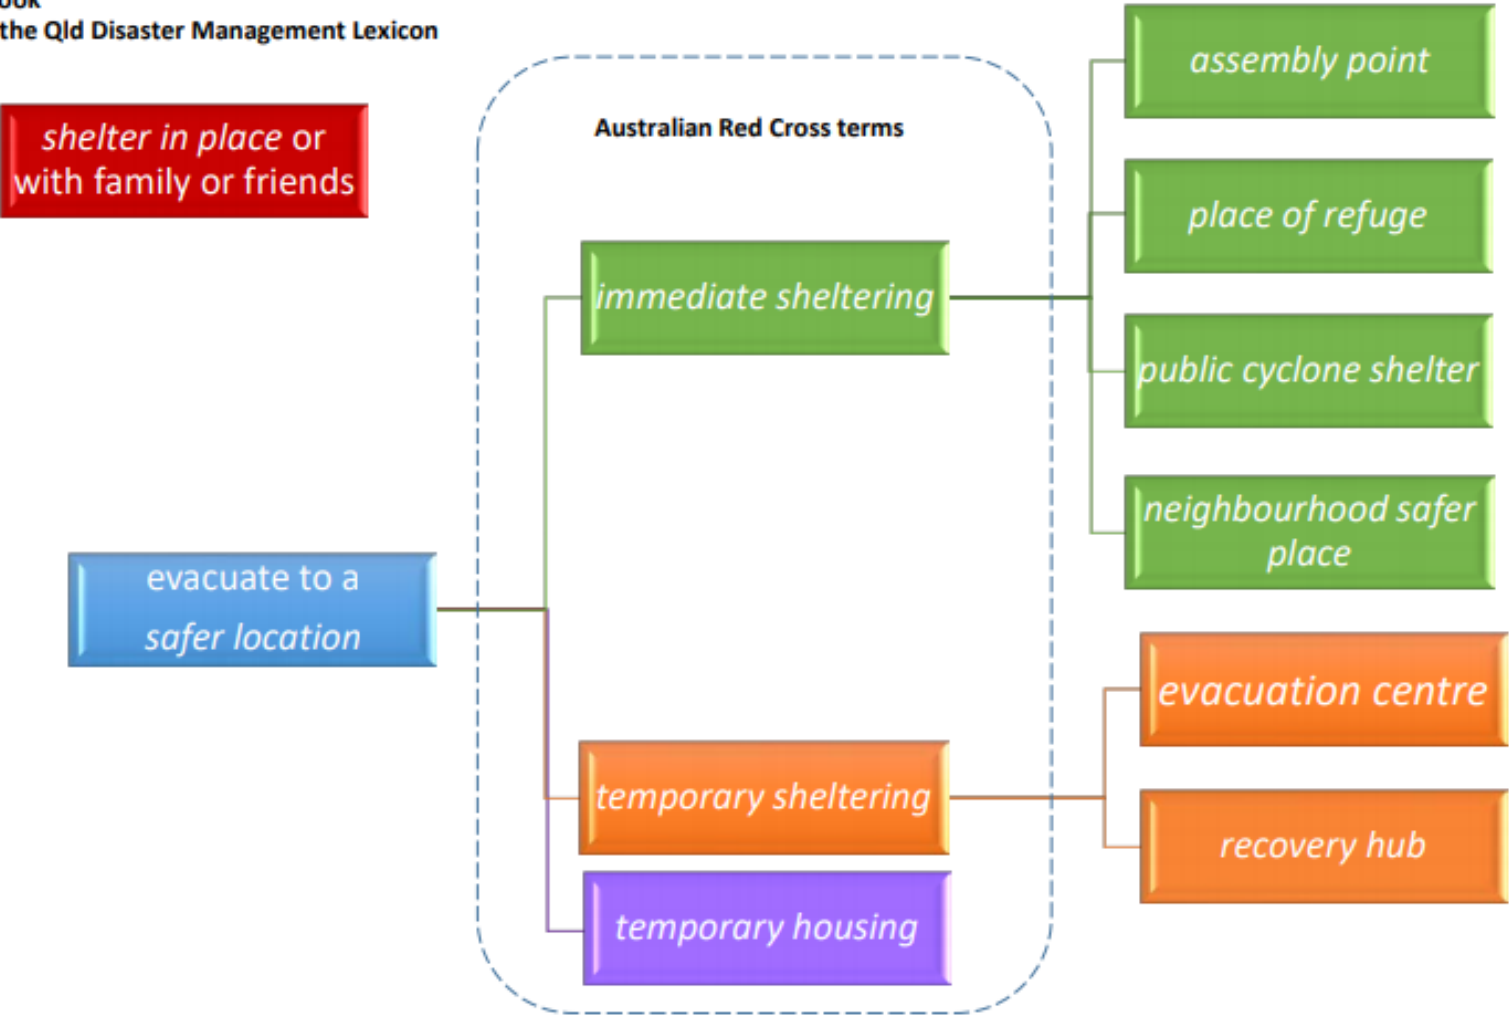 the Qld Disaster Management Lexicon
shelter in place or
with family or friends
Australian Red Cross terms
assembly point
place of refuge
immediate sheltering
public cyclone shelter
neighbourhood safer
place
evacuate to a
safer location
evacuation centre
temporary sheltering
recovery hub
temporary housing